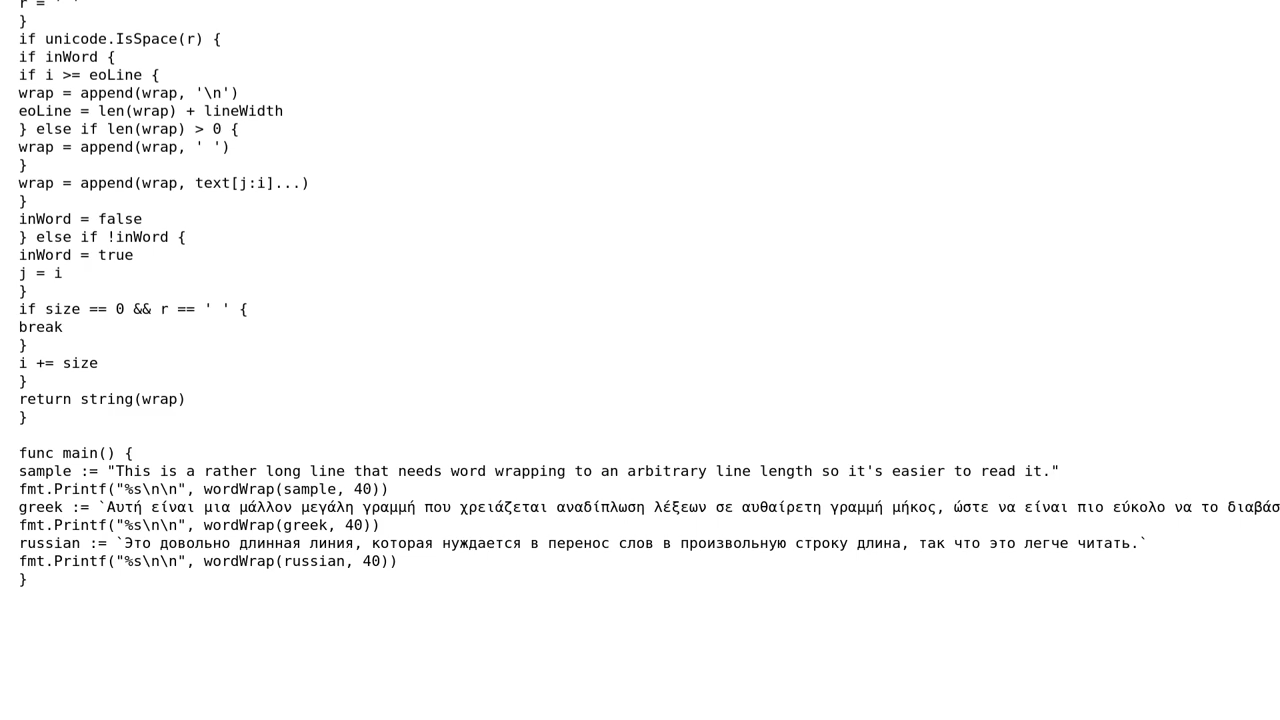 r = ' '
}
if unicode.IsSpace(r) {
if inWord {
if i >= eoLine {
wrap = append(wrap, '\n')
eoLine = len(wrap) + lineWidth
} else if len(wrap) > 0 {
wrap = append(wrap, ' ')
}
wrap = append(wrap, text[j:i]...)
}
inWord = false
} else if !inWord {
inWord = true
j = i
}
if size == 0 && r == ' ' {
break
}
i += size
}
return string(wrap)
}

func main() {
sample := "This is a rather long line that needs word wrapping to an arbitrary line length so it's easier to read it."
fmt.Printf("%s\n\n", wordWrap(sample, 40))
greek := `Αυτή είναι μια μάλλον μεγάλη γραμμή που χρειάζεται αναδίπλωση λέξεων σε αυθαίρετη γραμμή μήκος, ώστε να είναι πιο εύκολο να το διαβάσ
fmt.Printf("%s\n\n", wordWrap(greek, 40))
russian := `Это довольно длинная линия, которая нуждается в перенос слов в произвольную строку длина, так что это легче читать.`
fmt.Printf("%s\n\n", wordWrap(russian, 40))
}